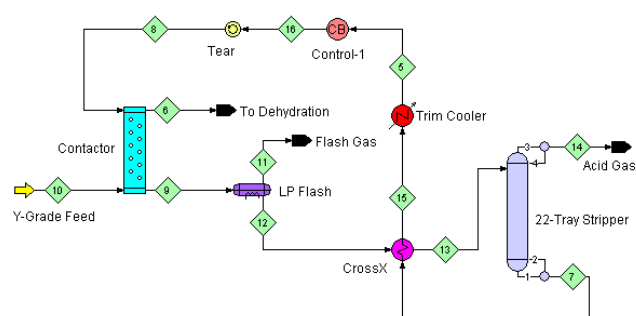 8
16
CB
Tear
Control-1
5
6
To Dehydration
Trim Cooler
Contactor
11
Flash Gas
3
14
4
Acid Gas
10
9
LP Flash
15
Y-Grade Feed
12
13
22-Tray Stripper
CrossX
2
1
7